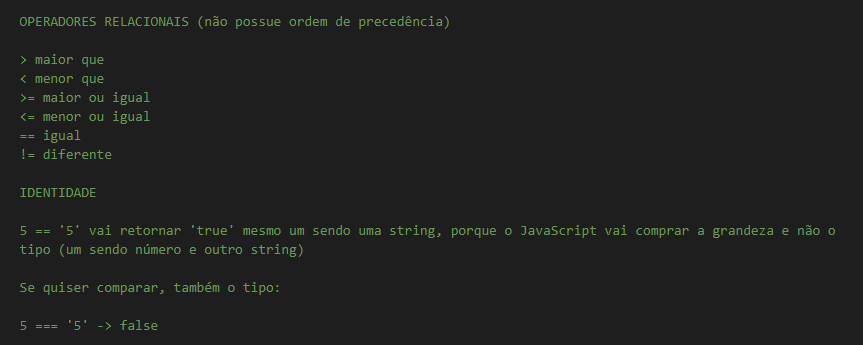 OPERADORES RELACIONAIS (não possue ordem de precedência)
> maior que
< menor que
>= maior ou igual
<= menor ou igual
== igual
!= diferente
IDENTIDADE
5 == '5' vai retornar 'true' mesmo um sendo uma string, porque o JavaScript vai comprar a grandeza e não o
tipo (um sendo número e outro string)
Se quiser comparar, também o tipo:
5 === '5' -> false